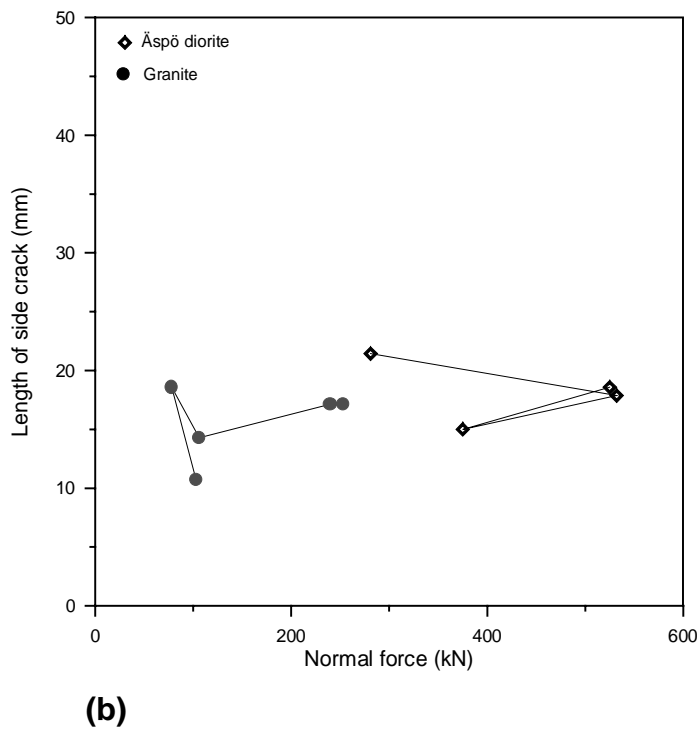 50
Äspö diorite
Granite
40
30
20
10
0
Length of side crack (mm)
0 200 400 600
Normal force (kN)
(b)